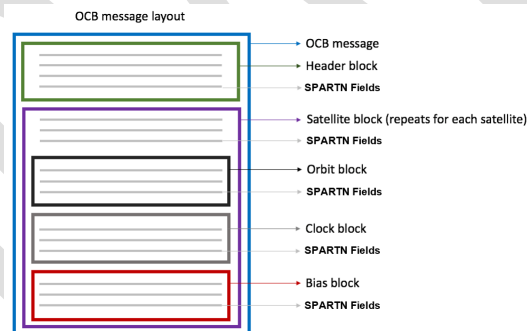 OCB message layout
OCB message
Header block
SPARTN Fields
Satellite block (repeats for each satellite)
SPARTN Fields
Orbit block
SPARTN Fields
Clock block
SPARTN Fields
Bias block
SPARTN Fields